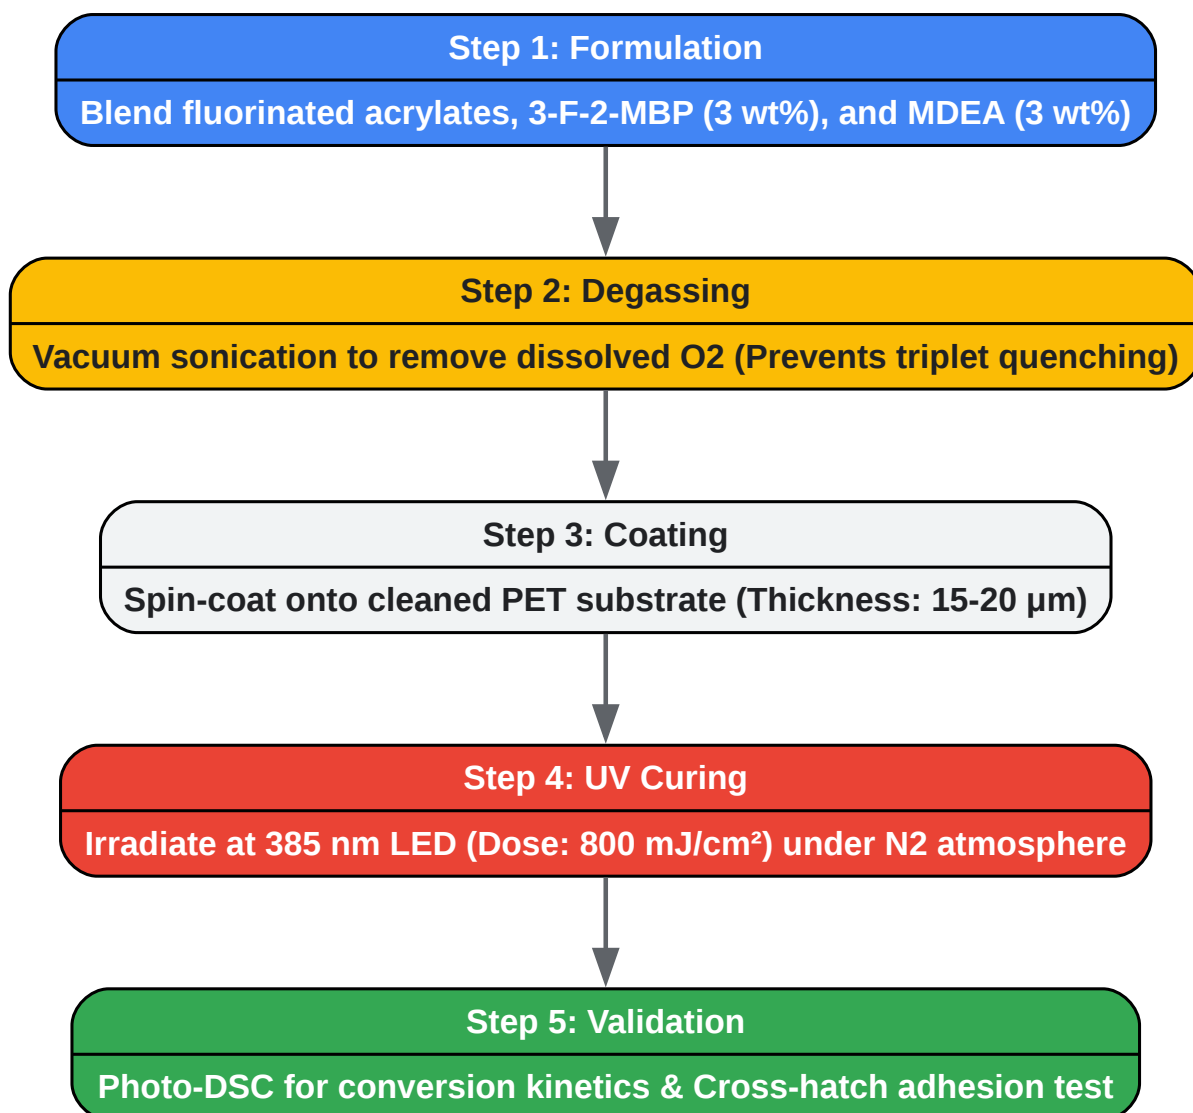 Step 1: Formulation
Blend fluorinated acrylates, 3-F-2-MBP (3 wt%), and MDEA (3 wt%)
Step 2: Degassing
Vacuum sonication to remove dissolved O2 (Prevents triplet quenching)
Step 3: Coating
Spin-coat onto cleaned PET substrate (Thickness: 15-20 μm)
Step 4: UV Curing
Irradiate at 385 nm LED (Dose: 800 mJ/cm²) under N2 atmosphere
Step 5: Validation
Photo-DSC for conversion kinetics & Cross-hatch adhesion test